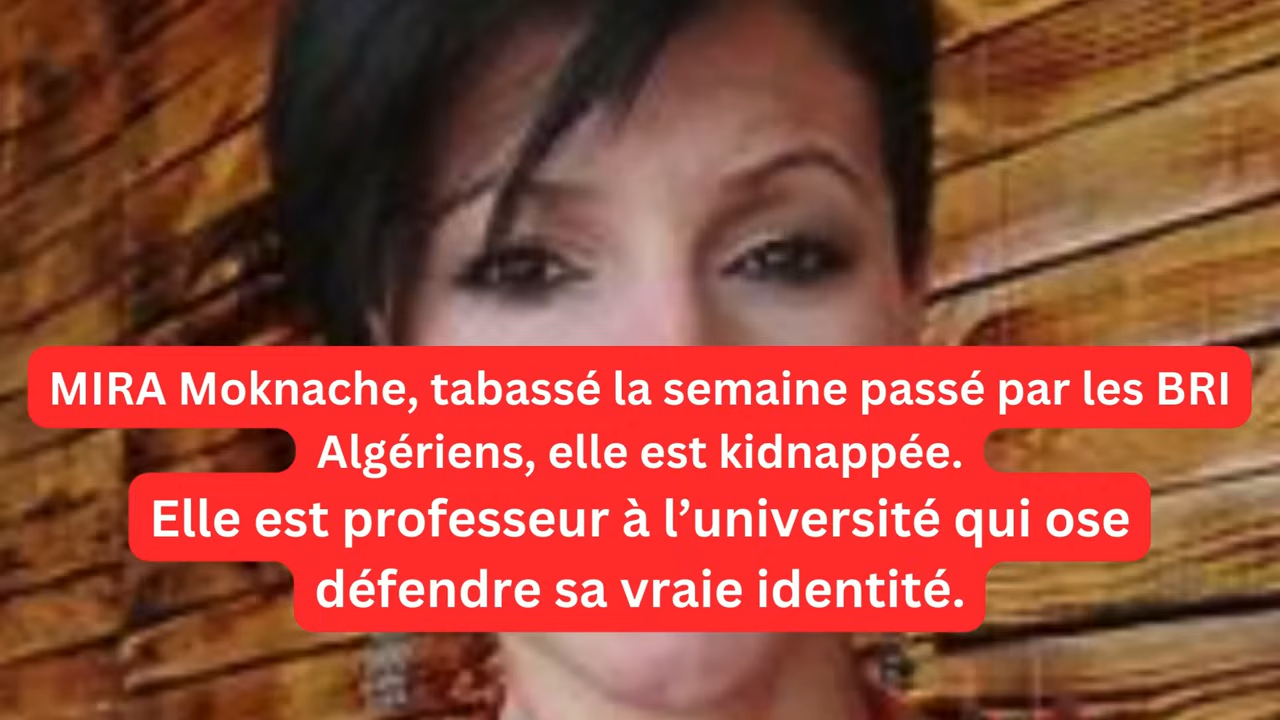 MIRA Moknache, tabassé la semaine passé par les BRI
Algériens, elle est kidnappée.
Elle est professeur à l’université qui ose
défendre sa vraie identité.